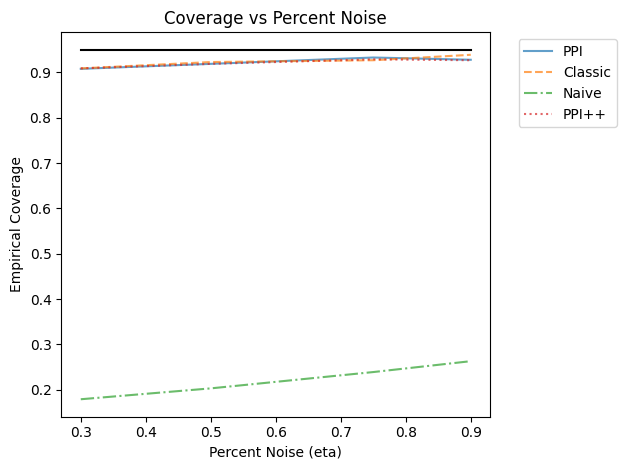 Coverage vs Percent Noise
Empirical Coverage
0.9
0.8
0.7
0.6
0.5
0.4
0.3
0.2
0.3 0.4 0.5 0.6 0.7 0.8 0.9
Percent Noise (eta)
PPI
Classic
Naive
PPI++